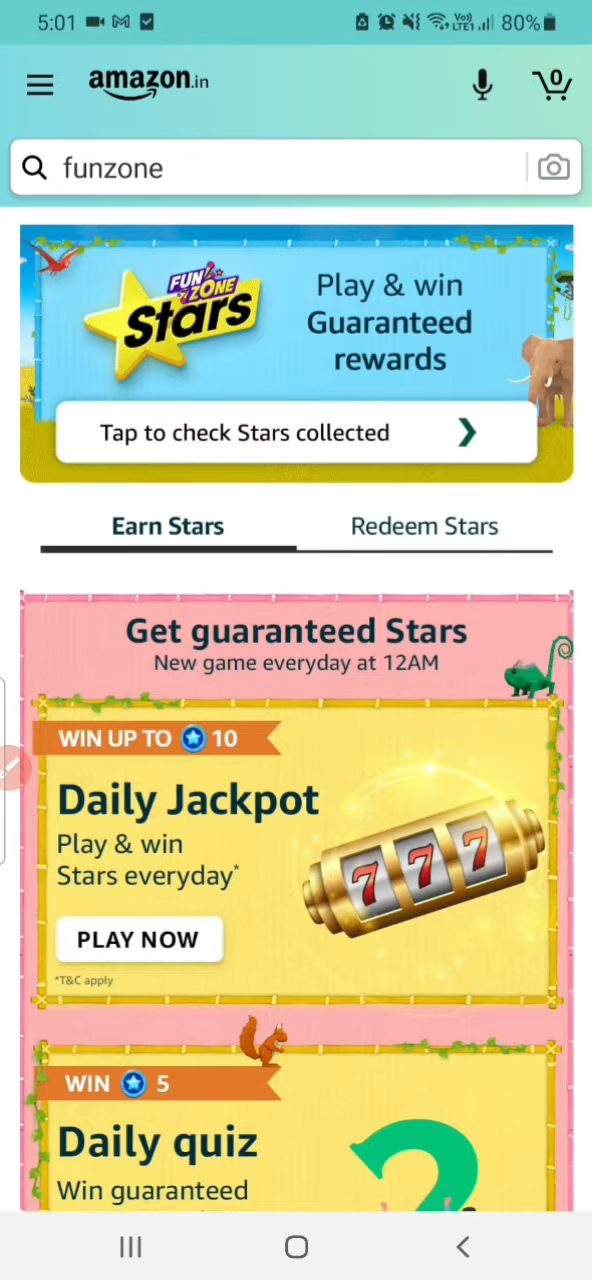 5:01
Vo))
LTE1
80%
amazon.in
0
funzone
FUN
ZONE
Stars
Play & win
Guaranteed
rewards
Tap to check Stars collected
Earn Stars
Redeem Stars
Get guaranteed Stars
New game everyday at 12AM
WIN UP TO 10
Daily Jackpot
Play & win
Stars everyday*
777
PLAY NOW
*T&C apply
WIN 5
Daily quiz
Win guaranteed